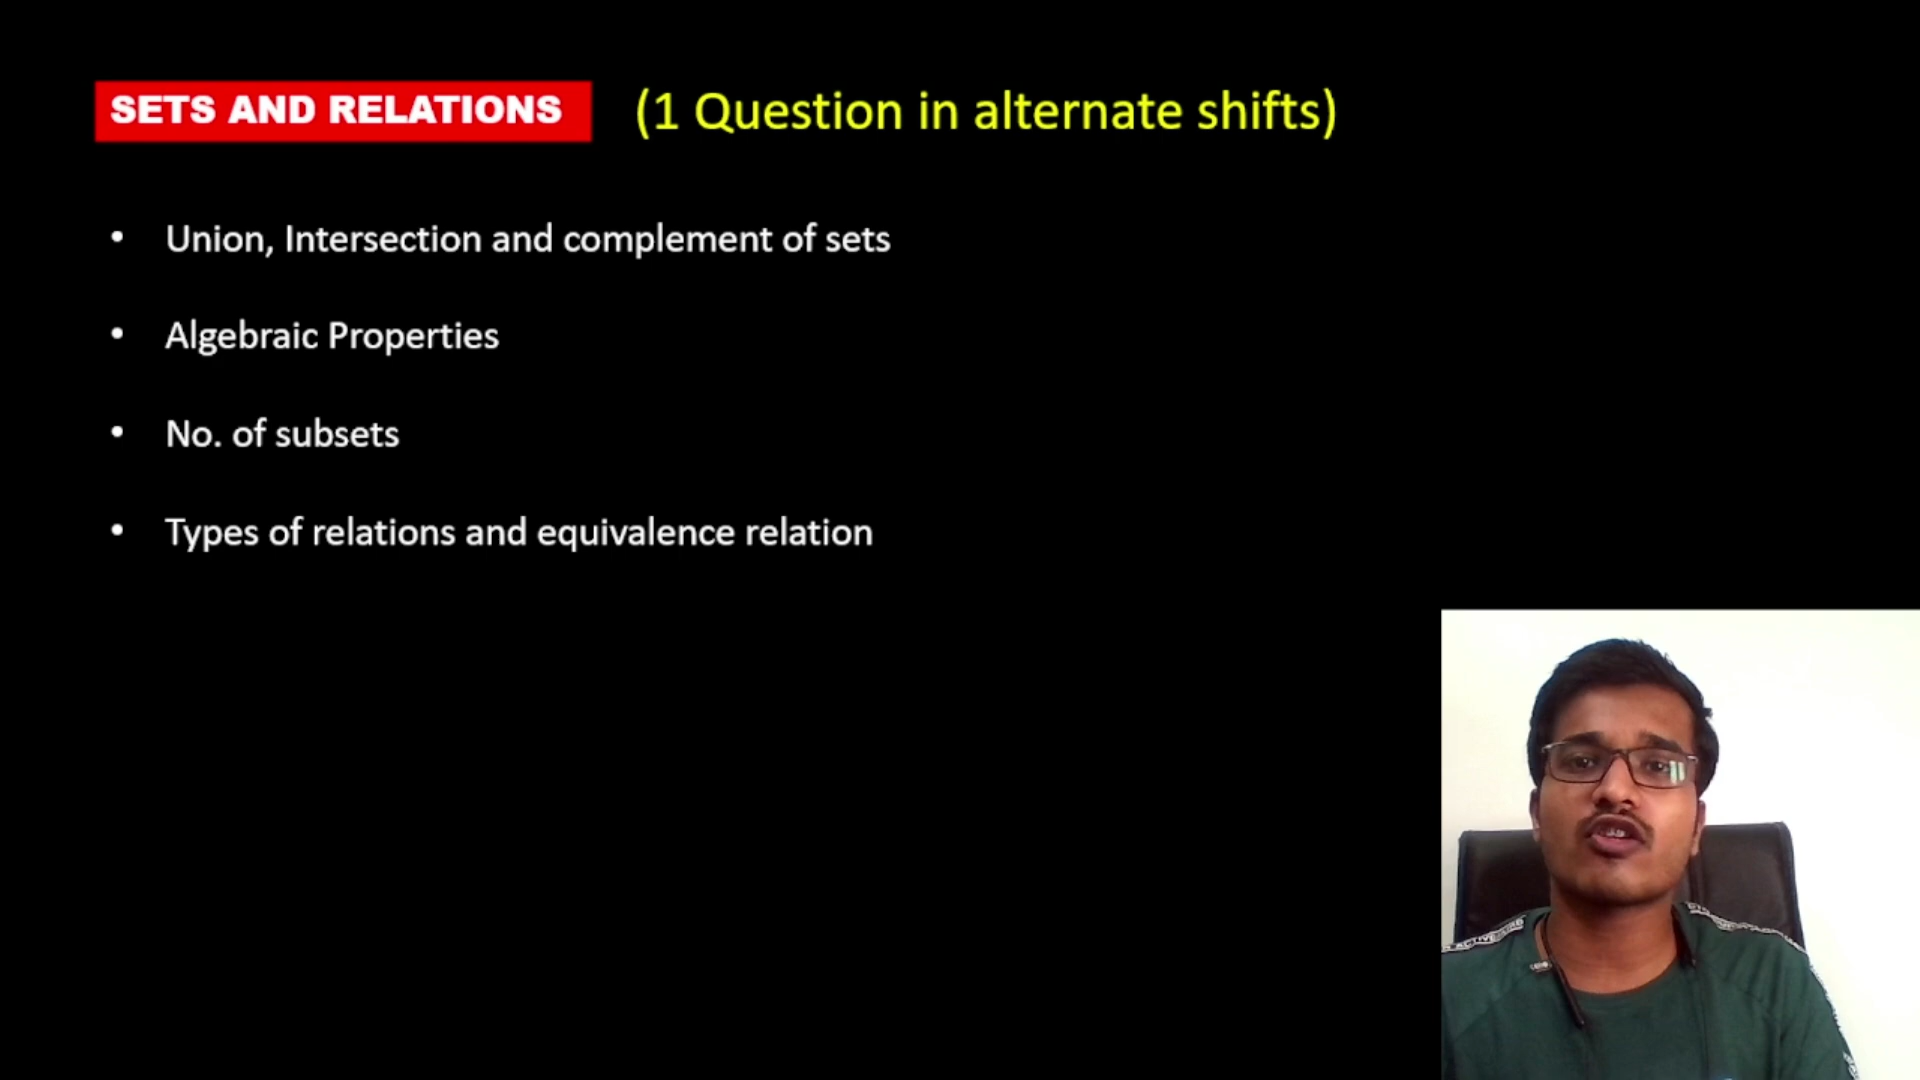 SETS AND RELATIONS (1 Question in alternate shifts)
• Union, Intersection and complement of sets
• Algebraic Properties
• No. of subsets
• Types of relations and equivalence relation